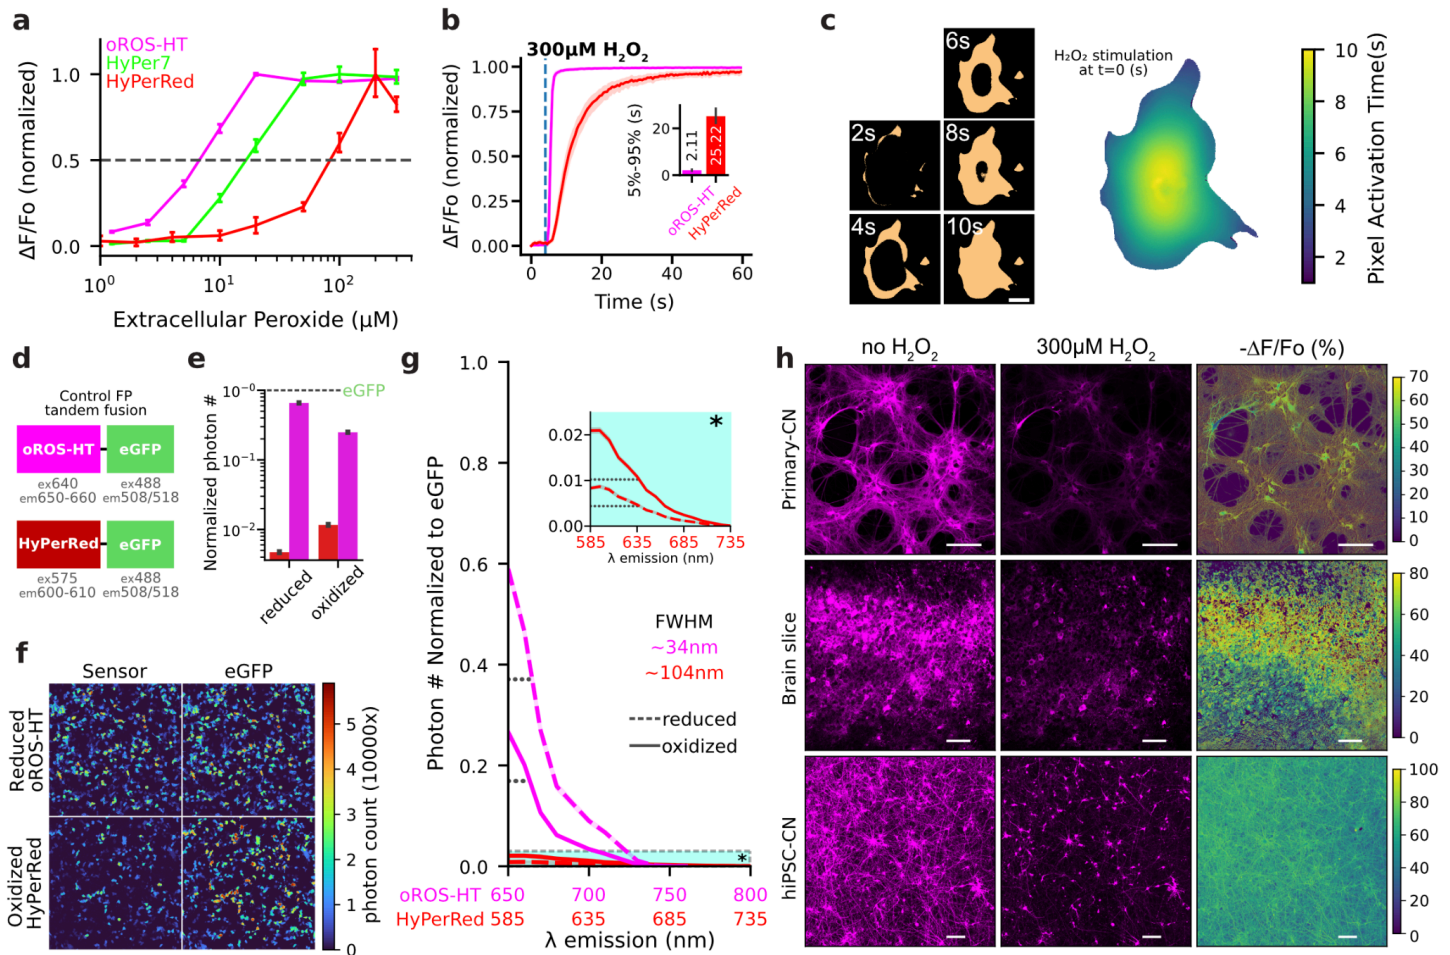 a
oROS-HT
HyPer7
HyPerRed
ΔF/Fo (normalized)
1.0
0.5
0.0
10⁰
10¹
10²
Extracellular Peroxide (μM)
b
300μM H₂O₂
ΔF/Fo (normalized)
1.00
0.75
0.50
0.25
0.00
0
20
40
60
Time (s)
5%-95% (s)
20
0
2.11
25.22
oROS-HT
HyPerRed
c
6s
2s
8s
4s
10s
H₂O₂ stimulation
at t=0 (s)
10
8
6
4
2
Pixel Activation Time(s)
d
Control FP
tandem fusion
oROS-HT
eGFP
ex640
em650-660
ex488
em508/518
HyPerRed
eGFP
ex575
em600-610
ex488
em508/518
e
Normalized photon #
10⁻⁰
10⁻¹
10⁻²
eGFP
reduced
oxidized
f
Sensor
eGFP
Reduced
oROS-HT
Oxidized
HyPerRed
5
4
3
2
1
0
photon count (10000x)
g
Photon # Normalized to eGFP
1.0
0.8
0.6
0.4
0.2
0.0
0.02
0.01
0.00
*
585
635
685
735
λ emission (nm)
FWHM
~34nm
~104nm
reduced
oxidized
*
oROS-HT 650 700 750 800
HyPerRed 585 635 685 735
λ emission (nm)
h
no H₂O₂
300μM H₂O₂
-ΔF/Fo (%)
Primary-CN
70
60
50
40
30
20
10
0
Brain slice
80
60
40
20
0
hiPSC-CN
100
80
60
40
20
0